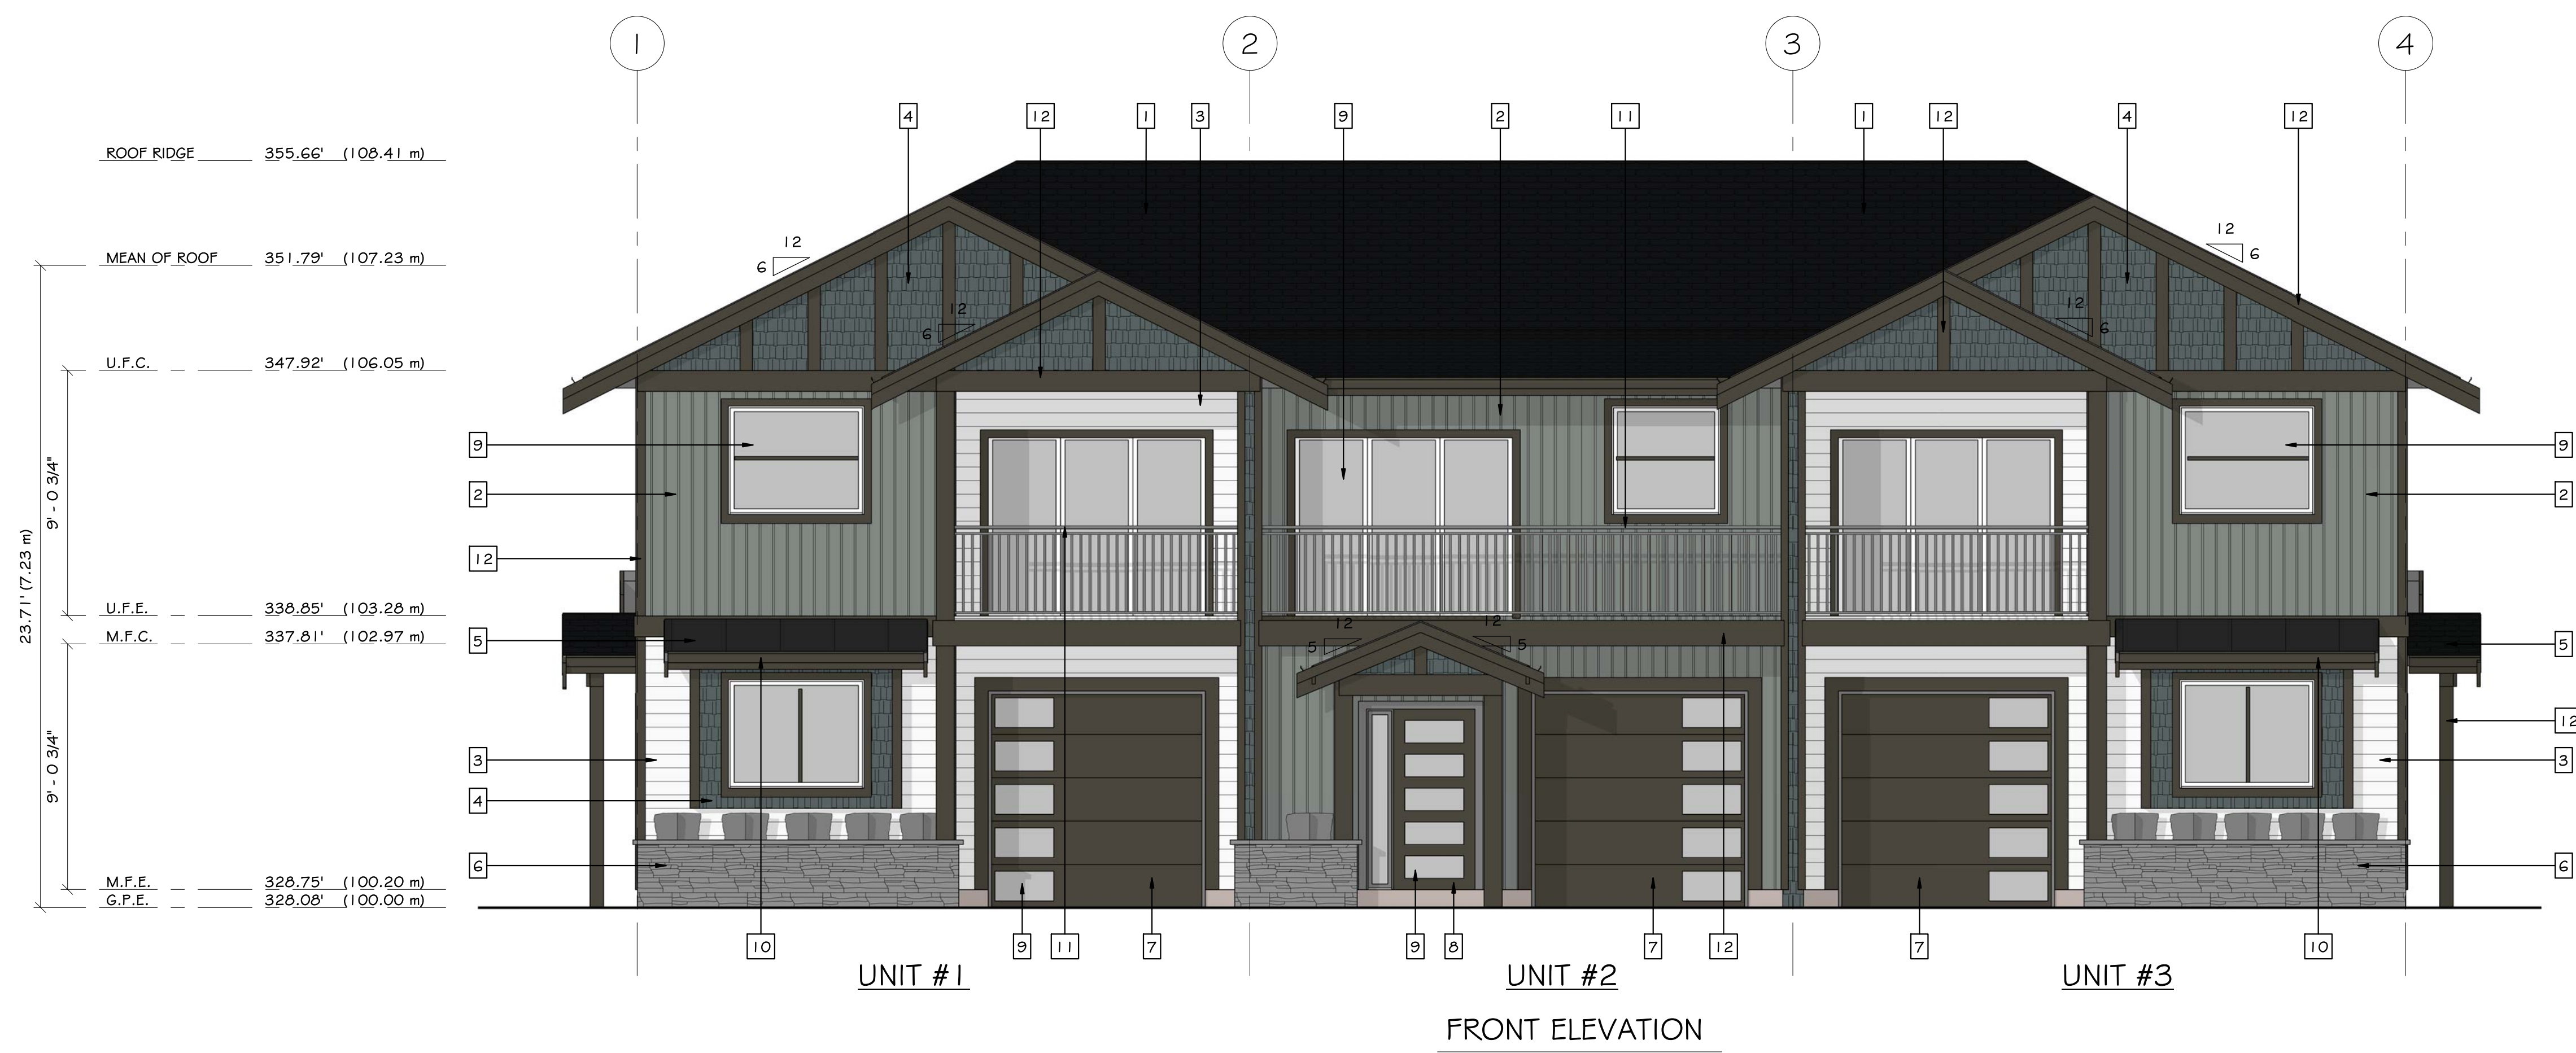 1 2 3 4
4 12 1 3 9 2 11 1 12 4 12
ROOF RIDGE 355.66' (108.41 m)
12
6
12
6
MEAN OF ROOF 351.79' (107.23 m)
12
6
12
6
U.F.C. 347.92' (106.05 m)
9 9
2 2
9' - 0 3/4"
12
23.71' (7.23 m)
U.F.E. 338.85' (103.28 m)
M.F.C. 337.81' (102.97 m)
12
5
12
5
5 5
12
3 3
9' - 0 3/4"
4
6 6
M.F.E. 328.75' (100.20 m)
G.P.E. 328.08' (100.00 m)
10 9 11 7 9 8 7 12 7 10
UNIT #1 UNIT #2 UNIT #3
FRONT ELEVATION